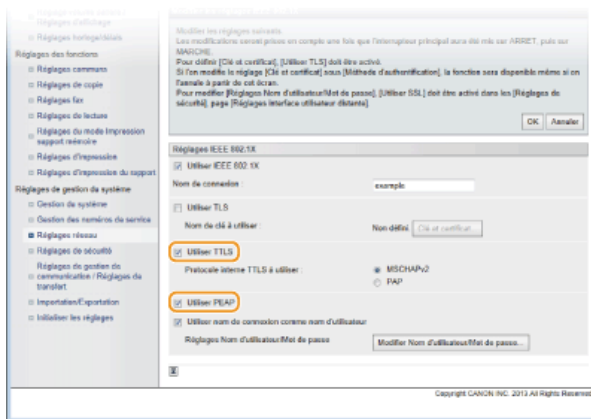 Réglages d'affichage
Réglages horloge/délais
Réglages des fonctions
Réglages communs
Réglages de copie
Réglages fax
Réglages de lecture
Réglages du mode Impression
support mémoire
Réglages d'impression
Réglages d'impression du support
Réglages de gestion du système
Gestion de système
Gestion des numéros de service
Réglages réseau
Réglages de sécurité
Réglages de gestion de
communication / Réglages de
transfert
Importation/Exportation
Initialiser les réglages
Modifier les réglages suivants.
Les modifications seront prises en compte une fois que l'interrupteur principal aura été mis sur ARRET, puis sur
MARCHE.
Pour définir [Clé et certificat], [Utiliser TLS] doit être activé.
Si l'on modifie le réglage [Clé et certificat] sous [Méthode d'authentification], la fonction sera disponible même si on
l'annule à partir de cet écran.
Pour modifier [Réglages Nom d'utilisateur/Mot de passe], [Utiliser SSL] doit être activé dans les [Réglages de
sécurité], page [Réglages interface utilisateur distante].
OK Annuler
Réglages IEEE 802.1X
Utiliser IEEE 802.1X
Nom de connexion : example
Utiliser TLS
Nom de clé à utiliser : Non défini Clé et certificat...
Utiliser TTLS
Protocole interne TTLS à utiliser : MSCHAPv2
PAP
Utiliser PEAP
Utiliser nom de connexion comme nom d'utilisateur
Réglages Nom d'utilisateur/Mot de passe Modifier Nom d'utilisateur/Mot de passe...
Copyright CANON INC. 2013 All Rights Reserved